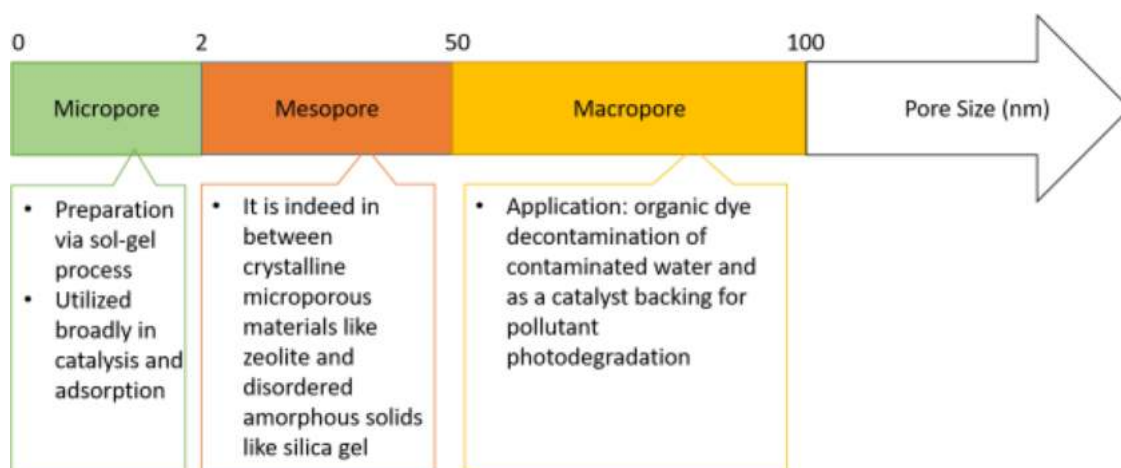 0 2 50 100
Micropore Mesopore Macropore Pore Size (nm)
• Preparation
via sol-gel
process
• Utilized
broadly in
catalysis and
adsorption
• It is indeed in
between
crystalline
microporous
materials like
zeolite and
disordered
amorphous solids
like silica gel
• Application: organic dye
decontamination of
contaminated water and
as a catalyst backing for
pollutant
photodegradation